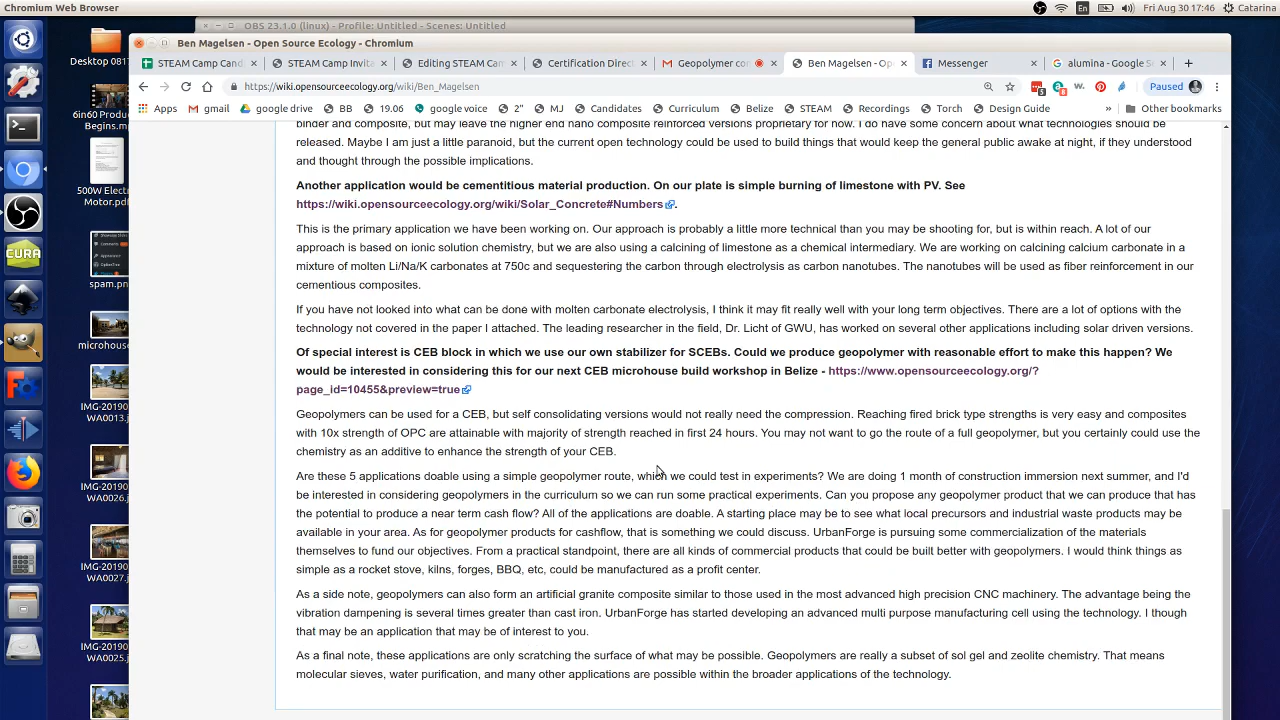 Chromium Web Browser
En
Fri Aug 30 17:46
Catarina
OBS 23.1.0 (linux) - Profile: Untitled - Scenes: Untitled
Ben Magelsen - Open Source Ecology - Chromium
STEAM Camp Cand
STEAM Camp Invita
Editing STEAM Cam
Certification Direc
Geopolymer con
Ben Magelsen - Op
Messenger
alumina - Google S
https://wiki.opensourceecology.org/wiki/Ben_Magelsen
Paused
Apps
gmail
google drive
BB
19.06
google voice
2"
MJ
Candidates
Curriculum
Belize
STEAM
Recordings
Torch
Design Guide
»
Other bookmarks
Desktop 0817
6in60 Produc
Begins.mp
500W Electr
Motor.pdf
spam.pn
microhouse
IMG-20190
WA0013.
IMG-20190
WA0026.
IMG-20190
WA0027.
IMG-20190
WA0025.
CURA
binder and composite, but may leave the higher end nano composite reinforced versions proprietary for now. I do have some concern about what technologies should be
released. Maybe I am just a little paranoid, but the current open technology could be used to build things that would keep the general public awake at night, if they understood
and thought through the possible implications.
Another application would be cementitious material production. On our plate is simple burning of limestone with PV. See
https://wiki.opensourceecology.org/wiki/Solar_Concrete#Numbers.
This is the primary application we have been working on. Our approach is probably a little more technical than you may be shooting for, but is within reach. A lot of our
approach is based on ionic solution chemistry, but we are also using a calcining of limestone as a chemical intermediary. We are working on calcining calcium carbonate in a
mixture of molten Li/Na/K carbonates at 750c and sequestering the carbon through electrolysis as carbon nanotubes. The nanotubes will be used as fiber reinforcement in our
cementious composites.
If you have not looked into what can be done with molten carbonate electrolysis, I think it may fit really well with your long term objectives. There are a lot of options with the
technology not covered in the paper I attached. The leading researcher in the field, Dr. Licht of GWU, has worked on several other applications including solar driven versions.
Of special interest is CEB block in which we use our own stabilizer for SCEBs. Could we produce geopolymer with reasonable effort to make this happen? We
would be interested in considering this for our next CEB microhouse build workshop in Belize - https://www.opensourceecology.org/?
page_id=10455&preview=true
Geopolymers can be used for a CEB, but self consolidating versions would not really need the compression. Reaching fired brick type strengths is very easy and composites
with 10x strength of OPC are attainable with majority of strength reached in first 24 hours. You may not want to go the route of a full geopolymer, but you certainly could use the
chemistry as an additive to enhance the strength of your CEB.
Are these 5 applications doable using a simple geopolymer route, which we could test in experiments? We are doing 1 month of construction immersion next summer, and I'd
be interested in considering geopolymers in the curriculum so we can run some practical experiments. Can you propose any geopolymer product that we can produce that has
the potential to produce a near term cash flow? All of the applications are doable. A starting place may be to see what local precursors and industrial waste products may be
available in your area. As for geopolymer products for cashflow, that is something we could discuss. UrbanForge is pursuing some commercialization of the materials
themselves to fund our objectives. From a practical standpoint, there are all kinds of commercial products that could be built better with geopolymers. I would think things as
simple as a rocket stove, kilns, forges, BBQ, etc, could be manufactured as a profit center.
As a side note, geopolymers can also form an artificial granite composite similar to those used in the most advanced high precision CNC machinery. The advantage being the
vibration dampening is several times greater than cast iron. UrbanForge has started developing an advanced multi purpose manufacturing cell using the technology. I though
that may be an application that may be of interest to you.
As a final note, these applications are only scratching the surface of what may be possible. Geopolymers are really a subset of sol gel and zeolite chemistry. That means
molecular sieves, water purification, and many other applications are possible within the broader applications of the technology.